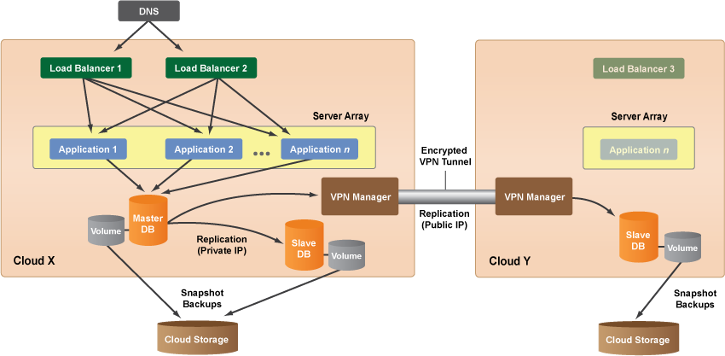 DNS
Load Balancer 1
Load Balancer 2
Load Balancer 3
Server Array
Server Array
Application 1
Application 2
...
Application n
Application n
Encrypted
VPN Tunnel
VPN Manager
VPN Manager
Replication
(Public IP)
Master
DB
Volume
Replication
(Private IP)
Slave
DB
Volume
Slave
DB
Volume
Cloud X
Cloud Y
Snapshot
Backups
Snapshot
Backups
Cloud Storage
Cloud Storage